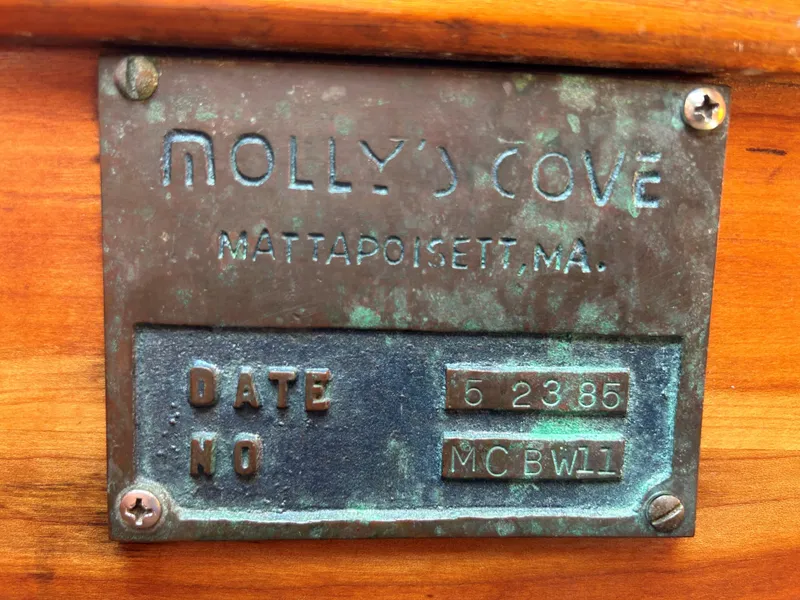 MOLLY'S COVE
MATTAPOISETT, MA.
DATE 5 23 85
NO MCBW11